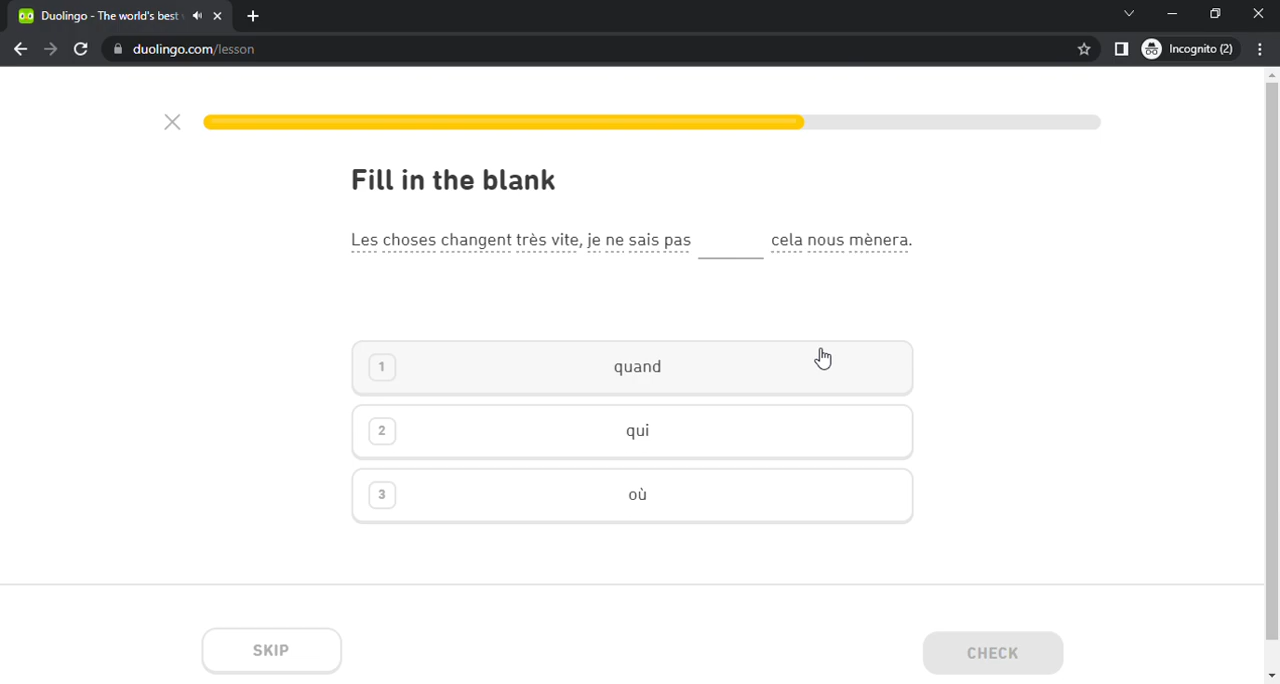 Duolingo - The world's best
duolingo.com/lesson
Incognito (2)
Fill in the blank
Les choses changent très vite, je ne sais pas ______ cela nous mènera.
1 quand
2 qui
3 où
SKIP
CHECK